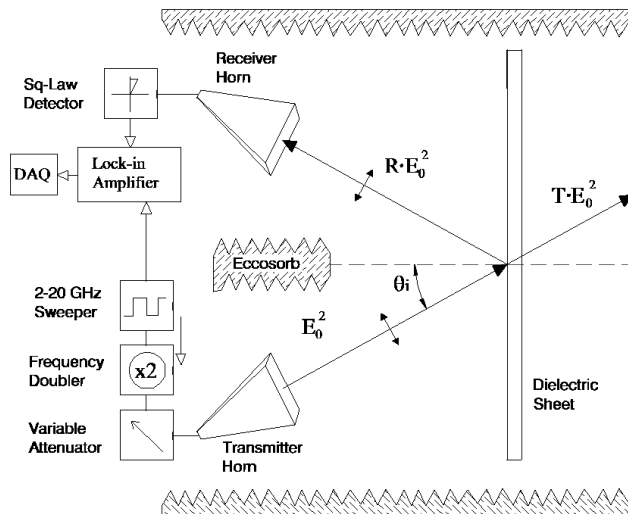 Receiver
Horn
Sq-Law
Detector
Lock-in
Amplifier
DAQ
R·E₀²
T·E₀²
Eccosorb
θi
2-20 GHz
Sweeper
E₀²
Frequency
Doubler
x2
Variable
Attenuator
Transmitter
Horn
Dielectric
Sheet